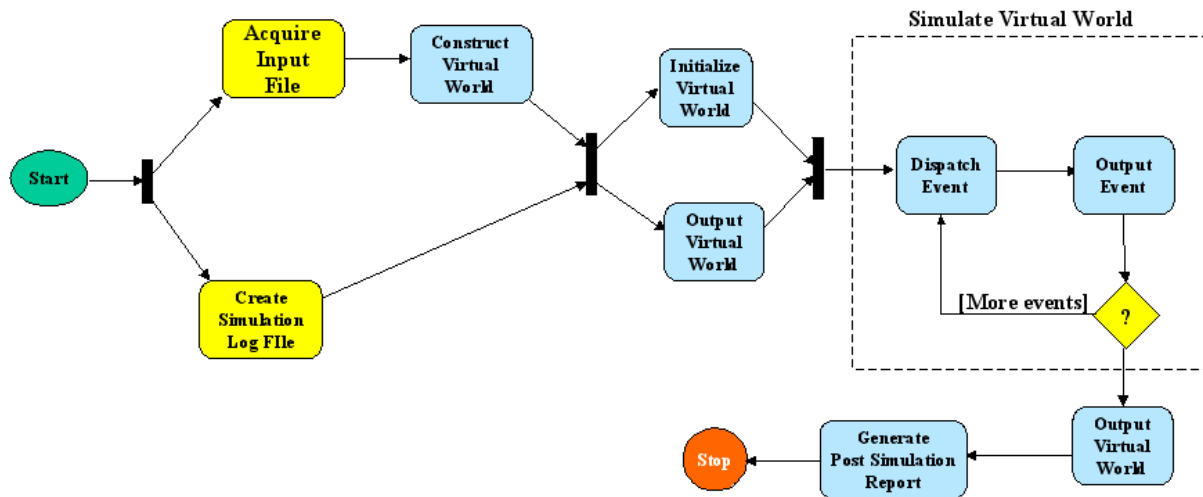 Simulate Virtual World
Acquire
Input
File
Construct
Virtual
World
Initialize
Virtual
World
Start
Dispatch
Event
Output
Event
Output
Virtual
World
Create
Simulation
Log FIle
[More events]
?
Output
Virtual
World
Generate
Post Simulation
Report
Stop